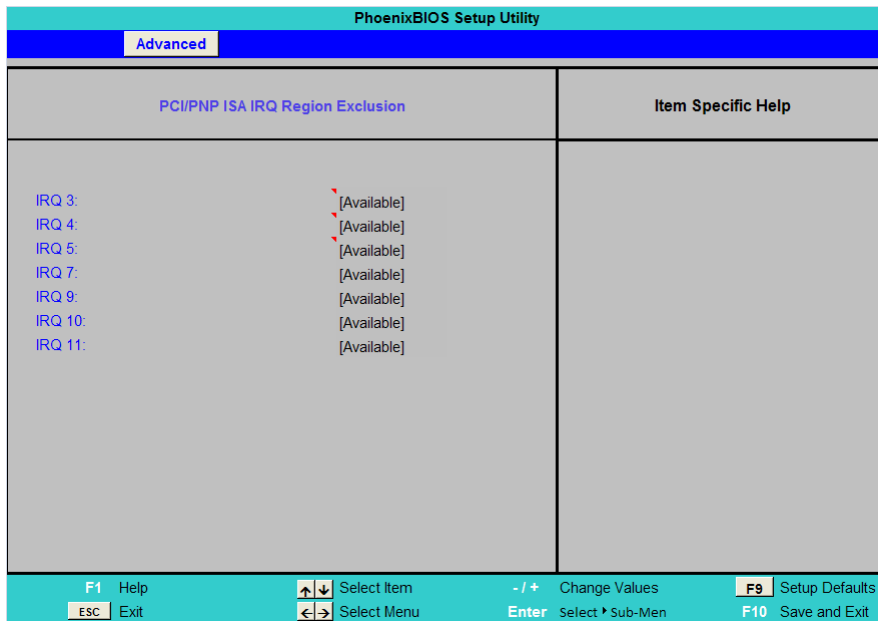 PhoenixBIOS Setup Utility
Advanced
PCI/PNP ISA IRQ Region Exclusion
Item Specific Help
IRQ 3: [Available]
IRQ 4: [Available]
IRQ 5: [Available]
IRQ 7: [Available]
IRQ 9: [Available]
IRQ 10: [Available]
IRQ 11: [Available]
F1 Help ↑ ↓ Select Item - / + Change Values F9 Setup Defaults
ESC Exit ← → Select Menu Enter Select ▸ Sub-Men F10 Save and Exit